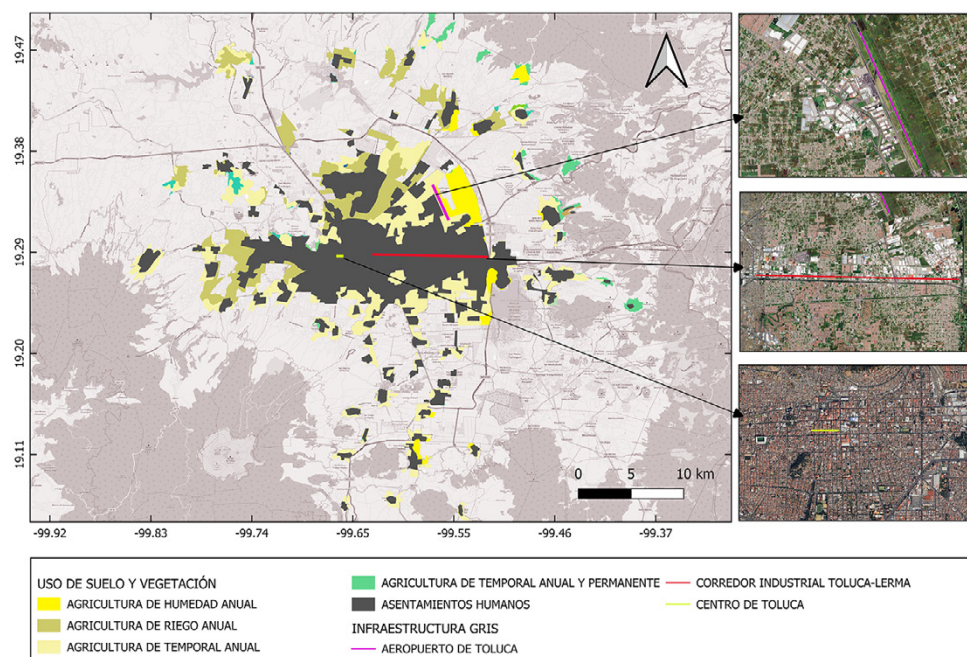 19.47
19.38
19.29
19.20
19.11
0 5 10 km
-99.92 -99.83 -99.74 -99.65 -99.55 -99.46 -99.37
USO DE SUELO Y VEGETACIÓN
AGRICULTURA DE HUMEDAD ANUAL
AGRICULTURA DE RIEGO ANUAL
AGRICULTURA DE TEMPORAL ANUAL
AGRICULTURA DE TEMPORAL ANUAL Y PERMANENTE
ASENTAMIENTOS HUMANOS
INFRAESTRUCTURA GRIS
AEROPUERTO DE TOLUCA
CORREDOR INDUSTRIAL TOLUCA-LERMA
CENTRO DE TOLUCA